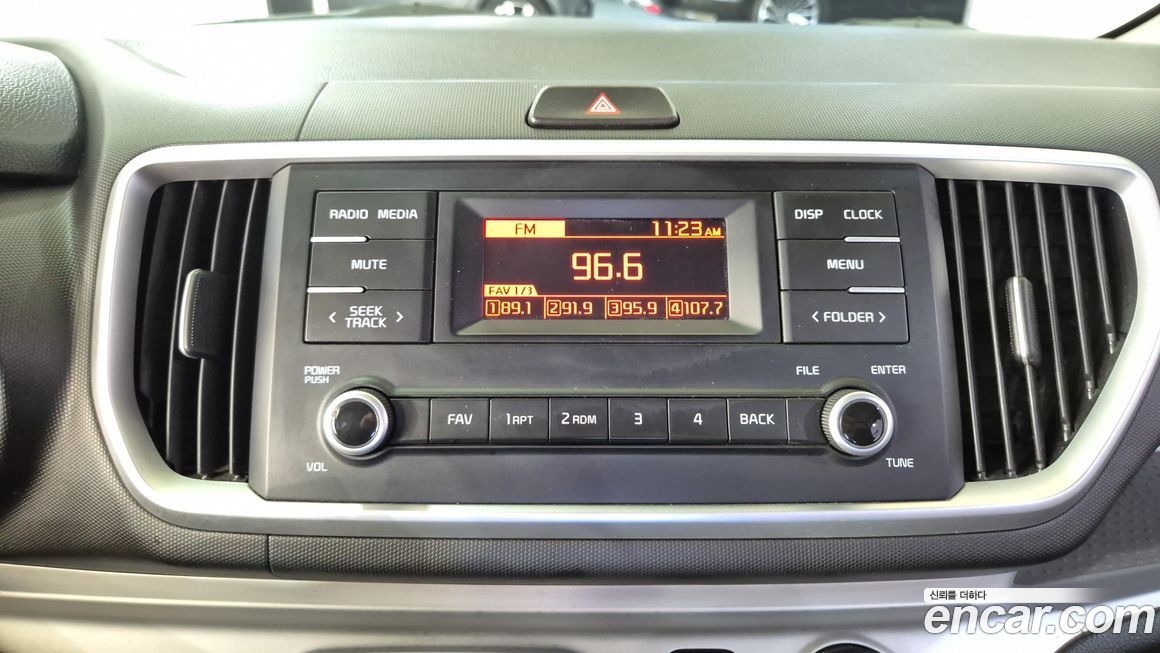 RADIO MEDIA
MUTE
< SEEK TRACK >
POWER
PUSH
VOL
FM 11:23 AM
96.6
FAV 1/3
1 89.1 2 91.9 3 95.9 4 107.7
DISP CLOCK
MENU
< FOLDER >
FILE ENTER
TUNE
FAV 1 RPT 2 RDM 3 4 BACK
신뢰를 더하다
encar.com